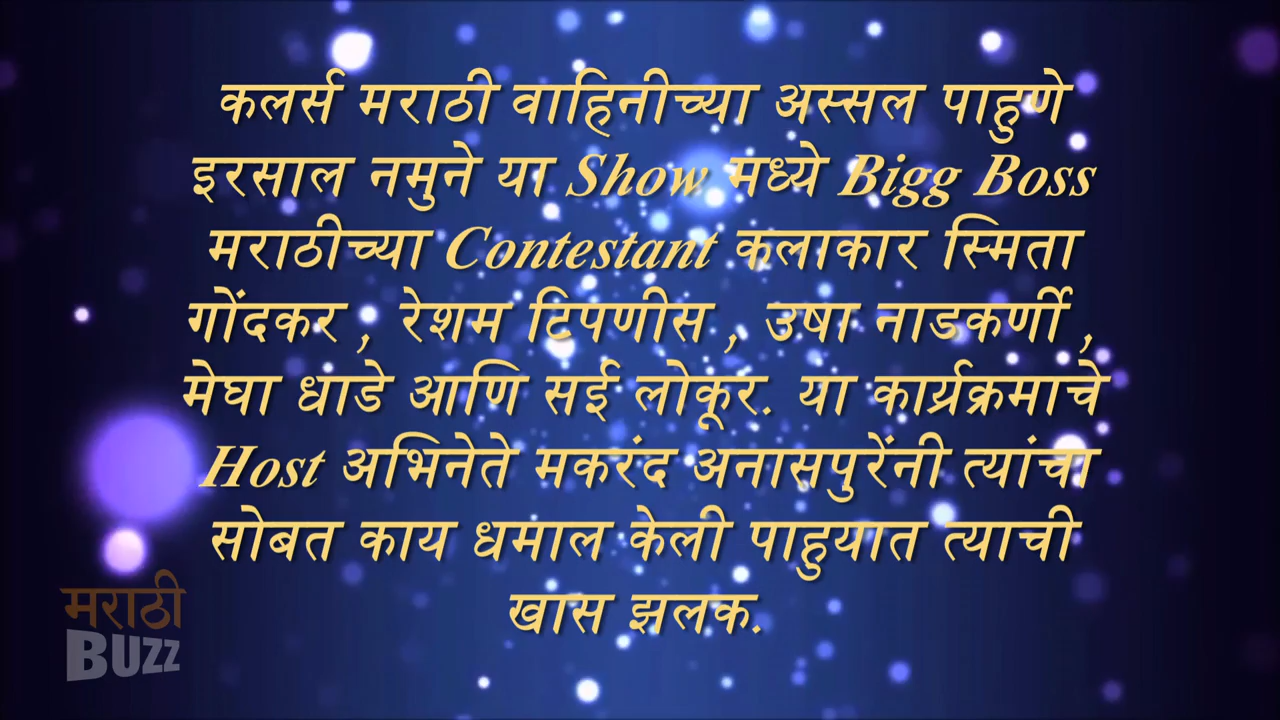 कलर्स मराठी वाहिनीच्या अस्सल पाहुणे
इरसाल नमुने या Show मध्ये Bigg Boss
मराठीच्या Contestant कलाकार स्मिता
गोंदकर , रेशम टिपणीस , उषा नाडकर्णी ,
मेघा धाडे आणि सई लोकूर. या कार्यक्रमाचे
Host अभिनेते मकरंद अनासपुरेंनी त्यांचा
सोबत काय धमाल केली पाहुयात त्याची
खास झलक.
मराठी
BUZZ